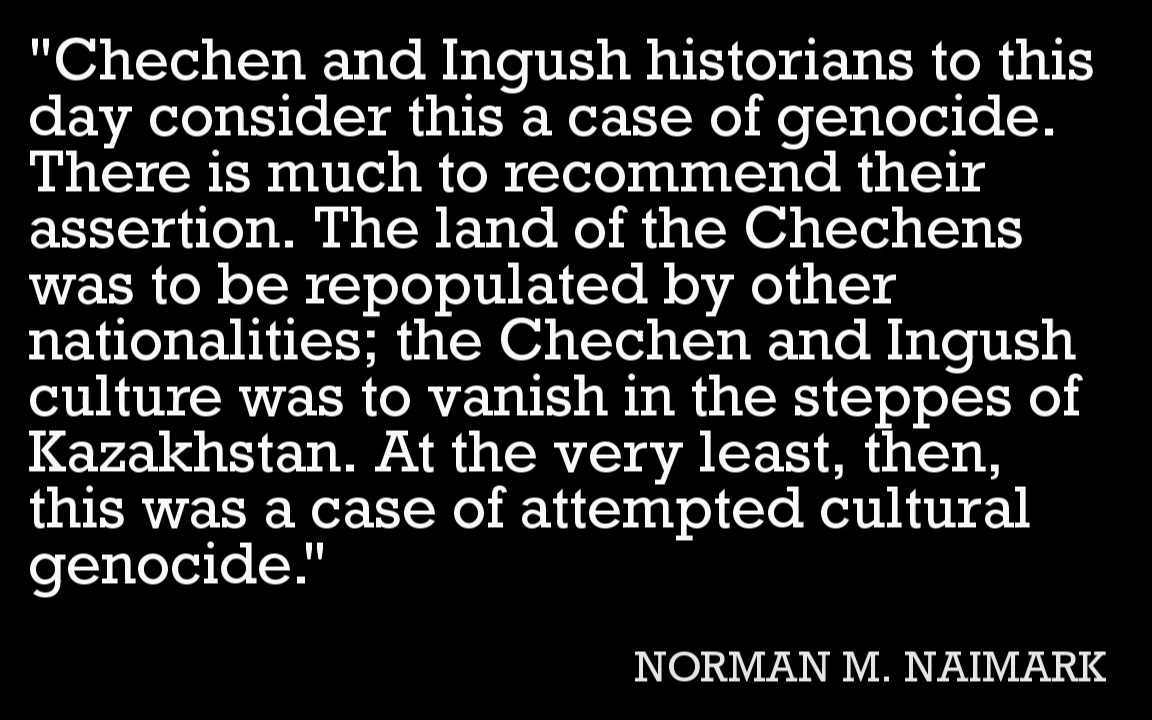 "Chechen and Ingush historians to this
day consider this a case of genocide.
There is much to recommend their
assertion. The land of the Chechens
was to be repopulated by other
nationalities; the Chechen and Ingush
culture was to vanish in the steppes of
Kazakhstan. At the very least, then,
this was a case of attempted cultural
genocide."
NORMAN M. NAIMARK